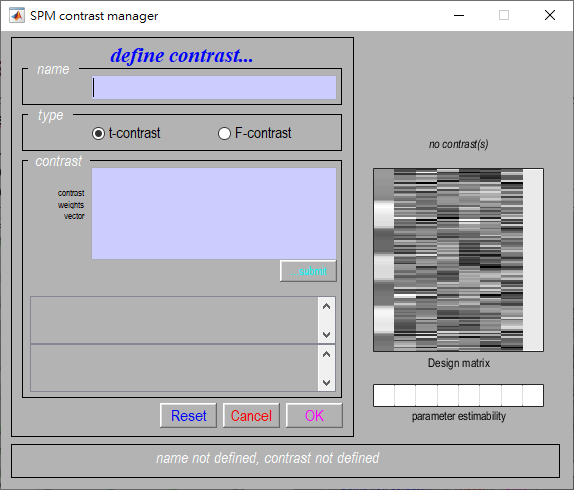 SPM contrast manager
define contrast...
name
type
t-contrast
F-contrast
contrast
contrast
weights
vector
...submit
Reset
Cancel
OK
no contrast(s)
Design matrix
parameter estimability
name not defined, contrast not defined